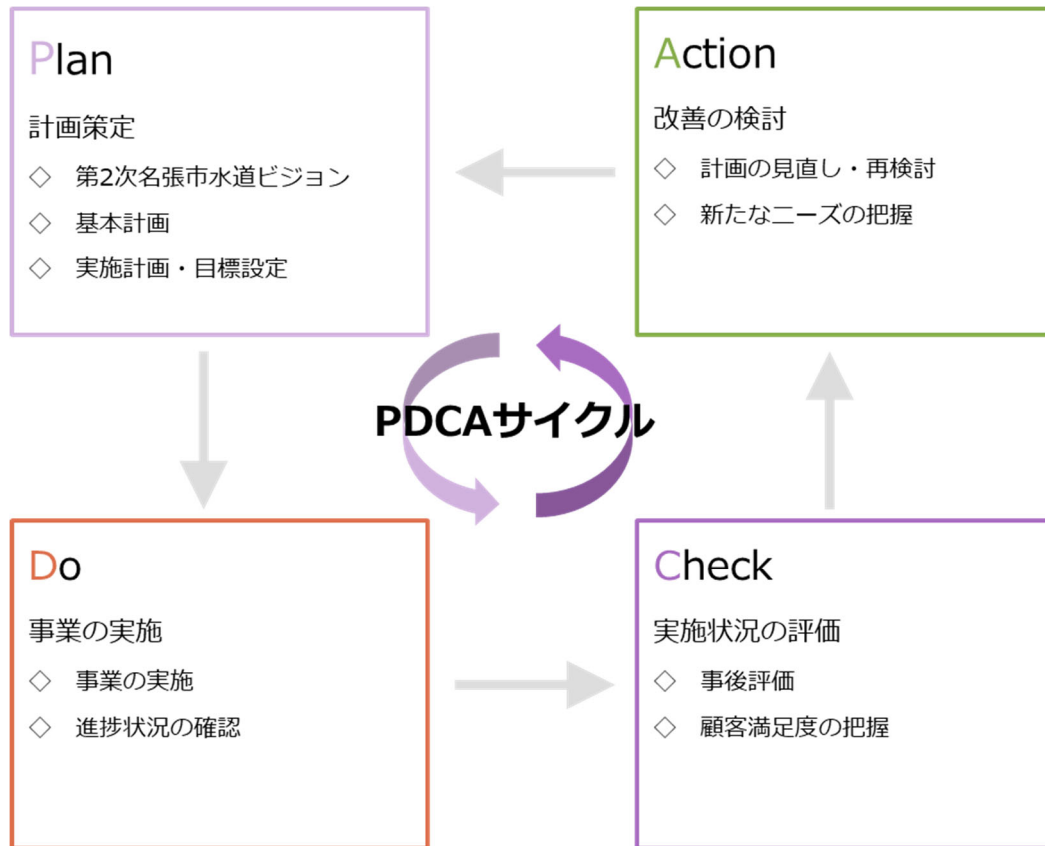 Plan
計画策定
◇ 第2次名張市水道ビジョン
◇ 基本計画
◇ 実施計画・目標設定
Action
改善の検討
◇ 計画の見直し・再検討
◇ 新たなニーズの把握
PDCAサイクル
Do
事業の実施
◇ 事業の実施
◇ 進捗状況の確認
Check
実施状況の評価
◇ 事後評価
◇ 顧客満足度の把握